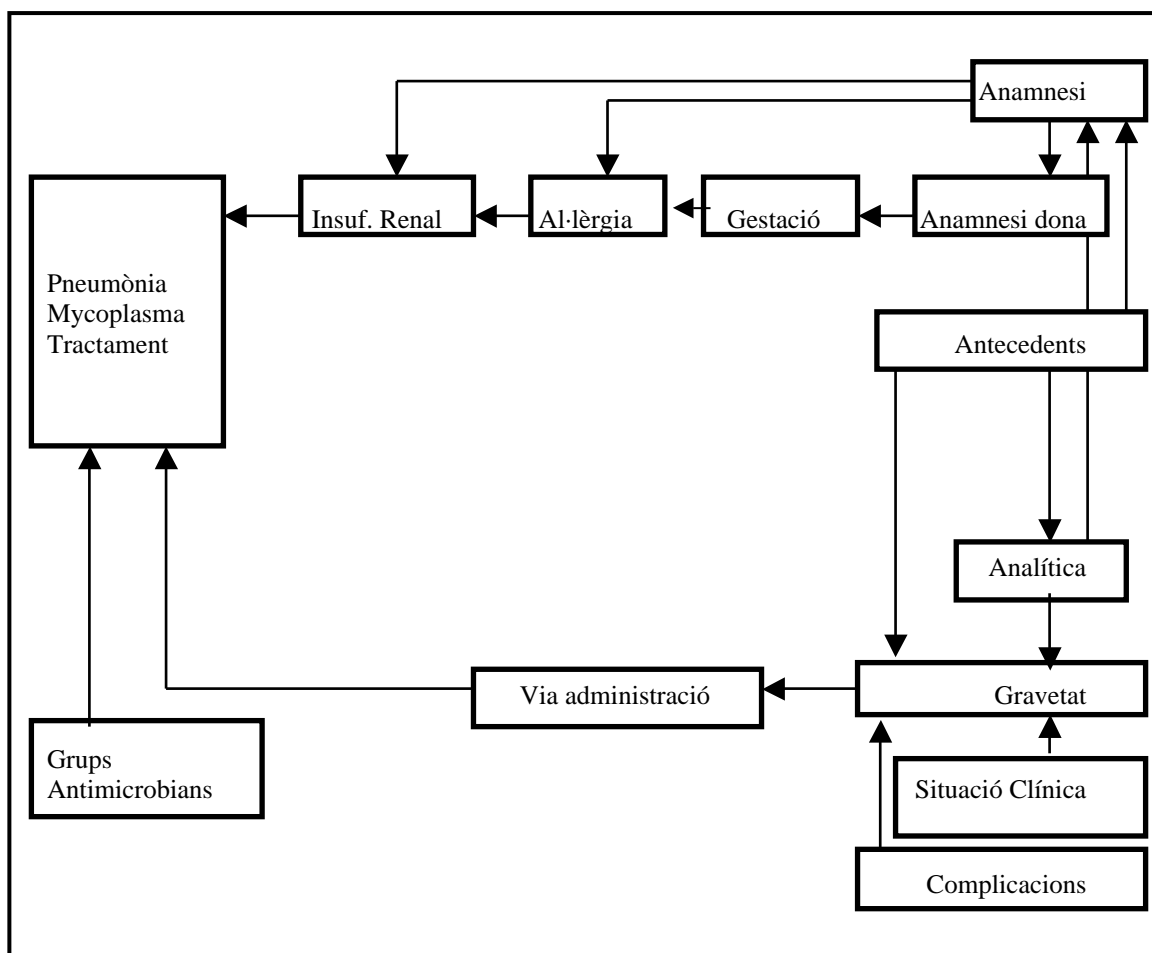 Anamnesi
Insuf. Renal
Al·lèrgia
Gestació
Anamnesi dona
Pneumònia
Mycoplasma
Tractament
Antecedents
Analítica
Via administració
Gravetat
Grups
Antimicrobians
Situació Clínica
Complicacions